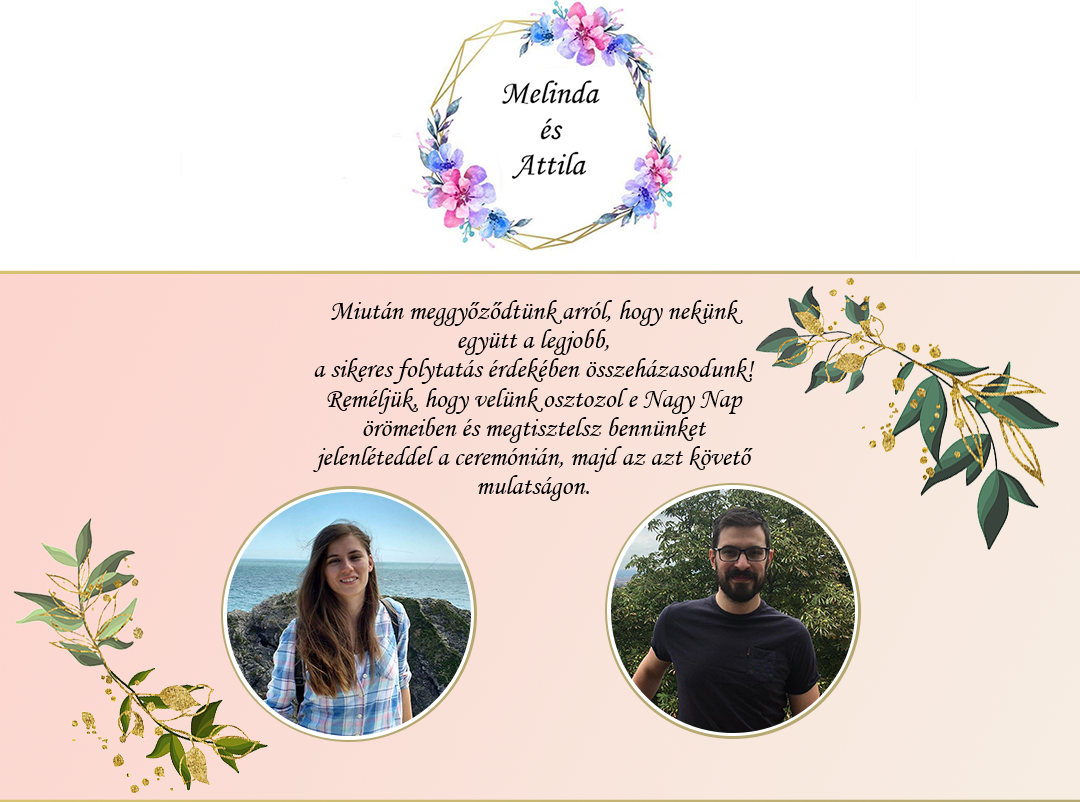 Melinda
és
Attila
Miután meggyőződtünk arról, hogy nekünk
együtt a legjobb,
a sikeres folytatás érdekében összeházasodunk!
Reméljük, hogy velünk osztozol e Nagy Nap
örömeiben és megtisztelsz bennünket
jelenléteddel a ceremónián, majd az azt követő
mulatságon.